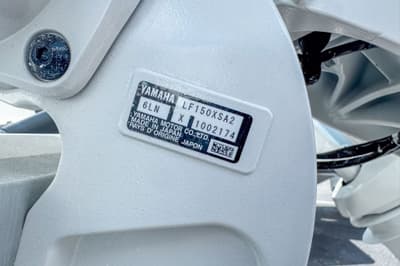 YAMAHA LF150XSA2
6LN X 1002174
YAMAHA MOTOR CO.,LTD.
MADE IN JAPAN
PAYS D'ORIGINE JAPON